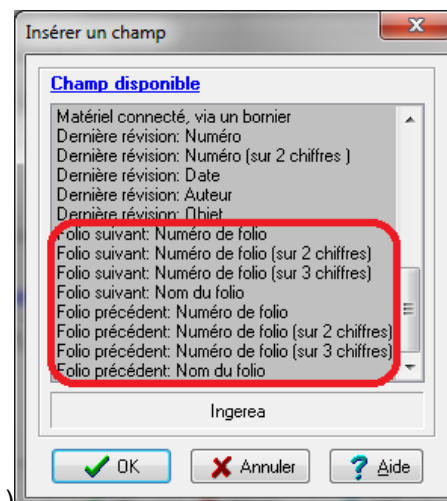 Insérer un champ
Champ disponible
Matériel connecté, via un bornier
Dernière révision: Numéro
Dernière révision: Numéro (sur 2 chiffres )
Dernière révision: Date
Dernière révision: Auteur
Dernière révision: Objet
Folio suivant: Numéro de folio
Folio suivant: Numéro de folio (sur 2 chiffres)
Folio suivant: Numéro de folio (sur 3 chiffres)
Folio suivant: Nom du folio
Folio précédent: Numéro de folio
Folio précédent: Numéro de folio (sur 2 chiffres)
Folio précédent: Numéro de folio (sur 3 chiffres)
Folio précédent: Nom du folio
Ingerea
OK Annuler ? Aide
)